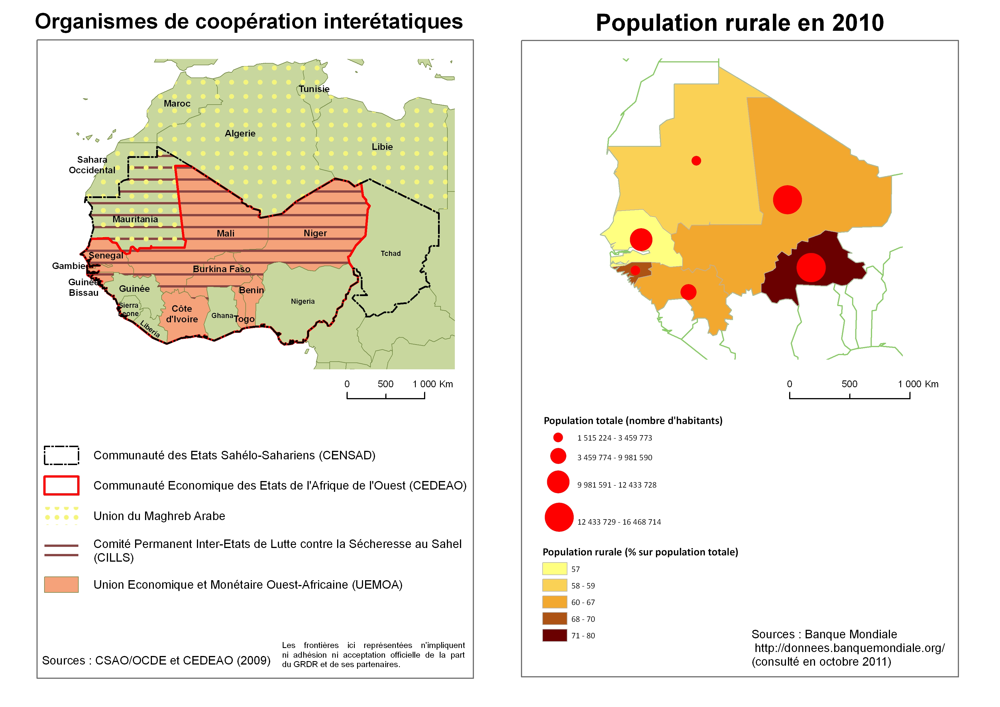 Organismes de coopération interétatiques
Tunisie
Maroc
Algerie
Libie
Sahara
Occidental
Mauritania
Mali
Niger
Tchad
Senegal
Gambie
Burkina Faso
Guinée
Bissau
Guinée
Benin
Nigeria
Sierra
Leone
Côte
d'Ivoire
Ghana
Togo
Liberia
0 500 1 000 Km
Communauté des Etats Sahélo-Sahariens (CENSAD)
Communauté Economique des Etats de l'Afrique de l'Ouest (CEDEAO)
Union du Maghreb Arabe
Comité Permanent Inter-Etats de Lutte contre la Sécheresse au Sahel
(CILLS)
Union Economique et Monétaire Ouest-Africaine (UEMOA)
Sources : CSAO/OCDE et CEDEAO (2009)
Les frontières ici représentées n'impliquent
ni adhésion ni acceptation officielle de la part
du GRDR et de ses partenaires.
Population rurale en 2010
0 500 1 000 Km
Population totale (nombre d'habitants)
1 515 224 - 3 459 773
3 459 774 - 9 981 590
9 981 591 - 12 433 728
12 433 729 - 16 468 714
Population rurale (% sur population totale)
57
58 - 59
60 - 67
68 - 70
71 - 80
Sources : Banque Mondiale
http://donnees.banquemondiale.org/
(consulté en octobre 2011)